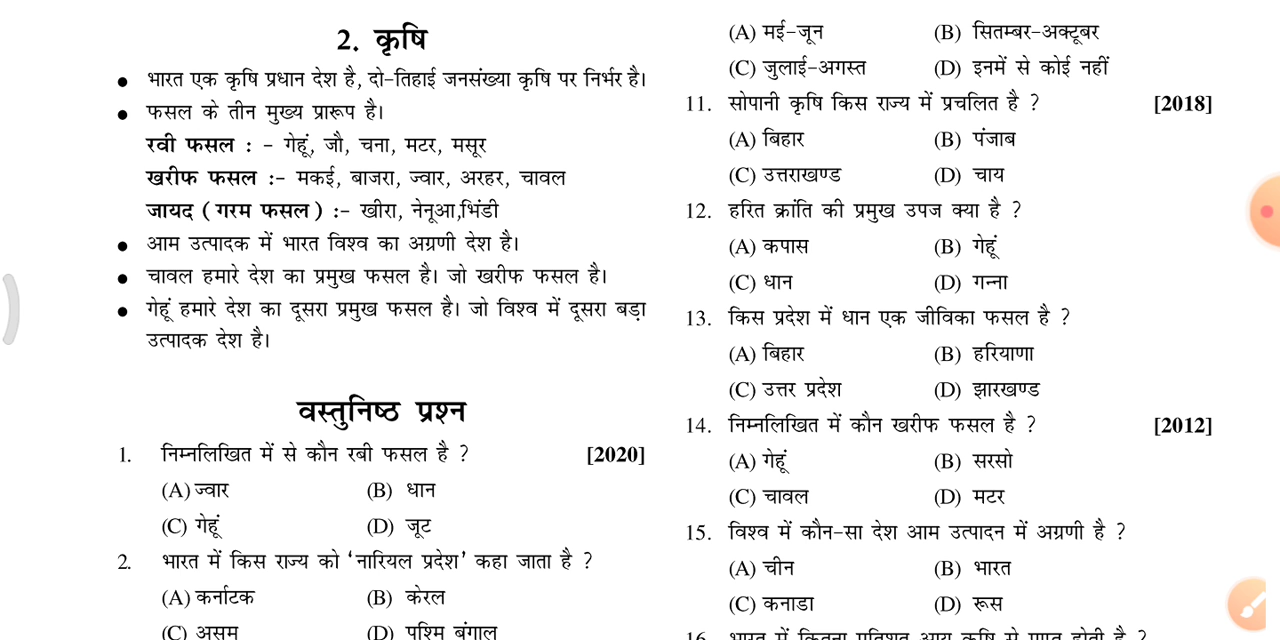 2. कृषि
● भारत एक कृषि प्रधान देश है, दो-तिहाई जनसंख्या कृषि पर निर्भर है।
● फसल के तीन मुख्य प्रारूप है।
रवी फसल : - गेहूं, जौ, चना, मटर, मसूर
खरीफ फसल :- मकई, बाजरा, ज्वार, अरहर, चावल
जायद ( गरम फसल ) :- खीरा, नेनूआ,भिंडी
● आम उत्पादक में भारत विश्व का अग्रणी देश है।
● चावल हमारे देश का प्रमुख फसल है। जो खरीफ फसल है।
● गेहूं हमारे देश का दूसरा प्रमुख फसल है। जो विश्व में दूसरा बड़ा
उत्पादक देश है।
वस्तुनिष्ठ प्रश्न
1. निम्नलिखित में से कौन रबी फसल है ? [2020]
(A) ज्वार (B) धान
(C) गेहूं (D) जूट
2. भारत में किस राज्य को ‘नारियल प्रदेश’ कहा जाता है ?
(A) कर्नाटक (B) केरल
(C) असम (D) पश्चिम बंगाल
(A) मई-जून (B) सितम्बर-अक्टूबर
(C) जुलाई-अगस्त (D) इनमें से कोई नहीं
11. सोपानी कृषि किस राज्य में प्रचलित है ? [2018]
(A) बिहार (B) पंजाब
(C) उत्तराखण्ड (D) चाय
12. हरित क्रांति की प्रमुख उपज क्या है ?
(A) कपास (B) गेहूं
(C) धान (D) गन्ना
13. किस प्रदेश में धान एक जीविका फसल है ?
(A) बिहार (B) हरियाणा
(C) उत्तर प्रदेश (D) झारखण्ड
14. निम्नलिखित में कौन खरीफ फसल है ? [2012]
(A) गेहूं (B) सरसो
(C) चावल (D) मटर
15. विश्व में कौन-सा देश आम उत्पादन में अग्रणी है ?
(A) चीन (B) भारत
(C) कनाडा (D) रूस